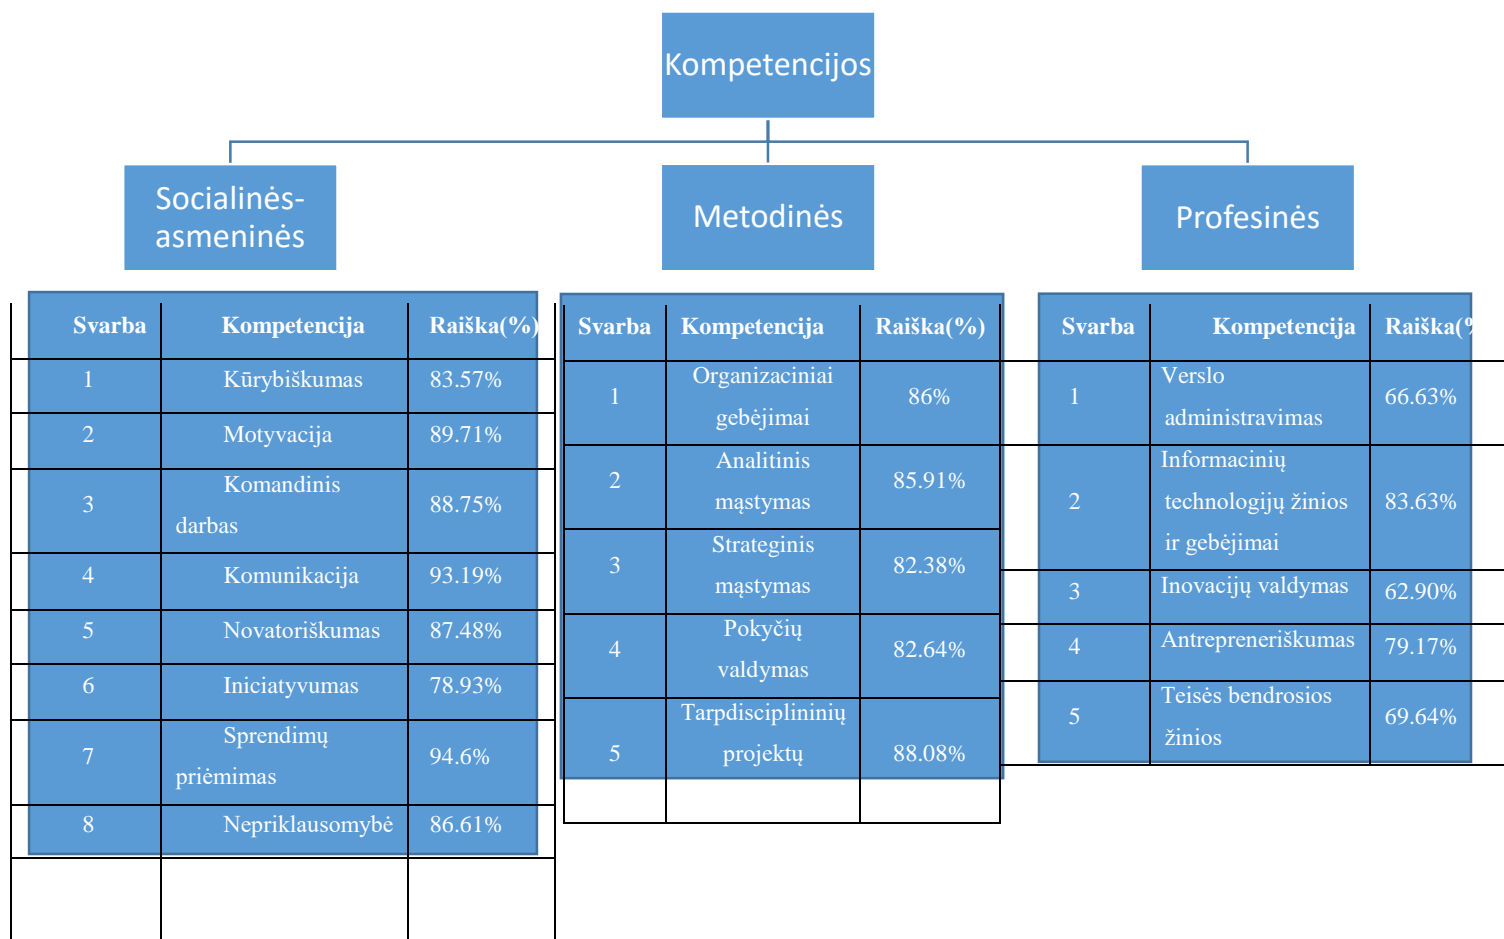 Kompetencijos
Socialinės-
asmeninės
Metodinės
Profesinės
Svarba Kompetencija Raiška(%)
1 Kūrybiškumas 83.57%
2 Motyvacija 89.71%
3 Komandinis
darbas 88.75%
4 Komunikacija 93.19%
5 Novatoriškumas 87.48%
6 Iniciatyvumas 78.93%
7 Sprendimų
priėmimas 94.6%
8 Nepriklausomybė 86.61%
Svarba Kompetencija Raiška(%)
1 Organizaciniai
gebėjimai 86%
2 Analitinis
mąstymas 85.91%
3 Strateginis
mąstymas 82.38%
4 Pokyčių
valdymas 82.64%
Tarpdisciplininių
5 projektų 88.08%
Svarba Kompetencija Raiška(%
1 Verslo
administravimas 66.63%
Informacinių
2 technologijų žinios 83.63%
ir gebėjimai
3 Inovacijų valdymas 62.90%
4 Antrepreneriškumas 79.17%
5 Teisės bendrosios
žinios 69.64%